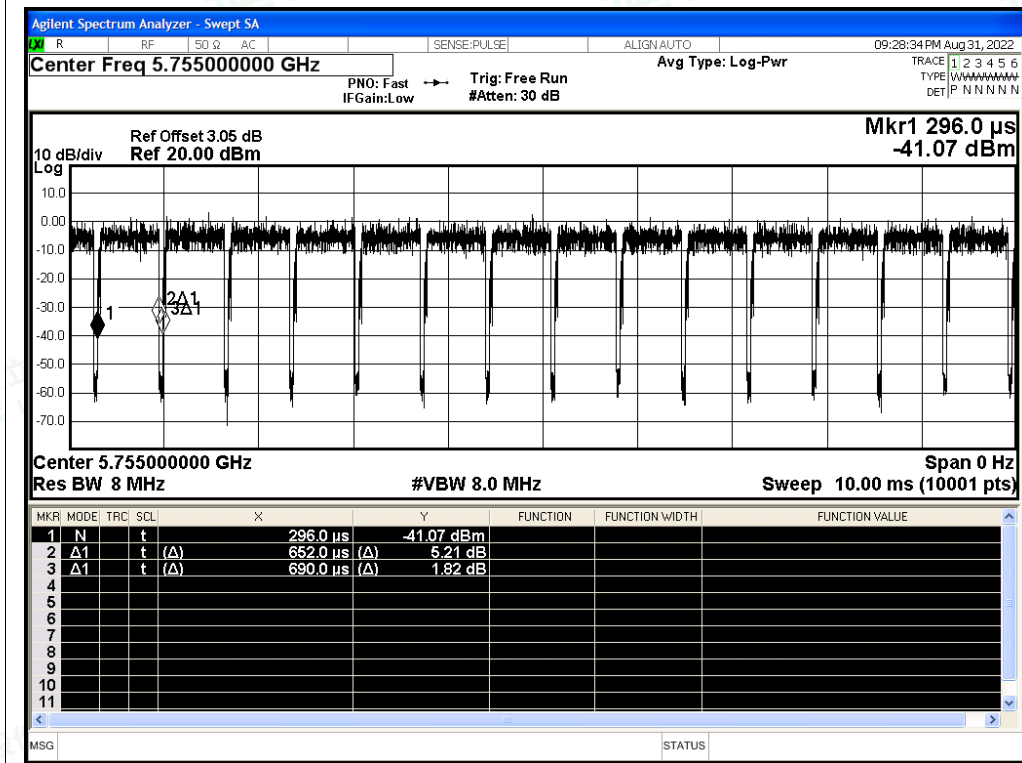 Agilent Spectrum Analyzer - Swept SA
LXI R RF 50 Ω AC SENSE:PULSE ALIGN AUTO 09:28:34 PM Aug 31, 2022
Center Freq 5.755000000 GHz
Avg Type: Log-Pwr
TRACE 1 2 3 4 5 6
PNO: Fast Trig: Free Run
TYPE WWWWWW
IFGain:Low #Atten: 30 dB
DET P N N N N N
Mkr1 296.0 µs
Ref Offset 3.05 dB
-41.07 dBm
10 dB/div Ref 20.00 dBm
Log
10.0
0.00
-10.0
-20.0
-30.0
2Δ1
3Δ1
1
-40.0
-50.0
-60.0
-70.0
Center 5.755000000 GHz Span 0 Hz
Res BW 8 MHz #VBW 8.0 MHz Sweep 10.00 ms (10001 pts)
MKR MODE TRC SCL X Y FUNCTION FUNCTION WIDTH FUNCTION VALUE
1 N t 296.0 µs -41.07 dBm
2 Δ1 t (Δ) 652.0 µs (Δ) 5.21 dB
3 Δ1 t (Δ) 690.0 µs (Δ) 1.82 dB
4
5
6
7
8
9
10
11
MSG STATUS